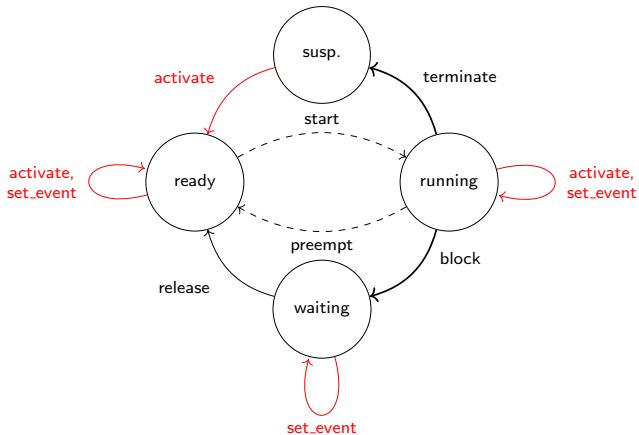 susp.
activate
terminate
start
activate,
set_event
ready
running
activate,
set_event
preempt
block
release
waiting
set_event